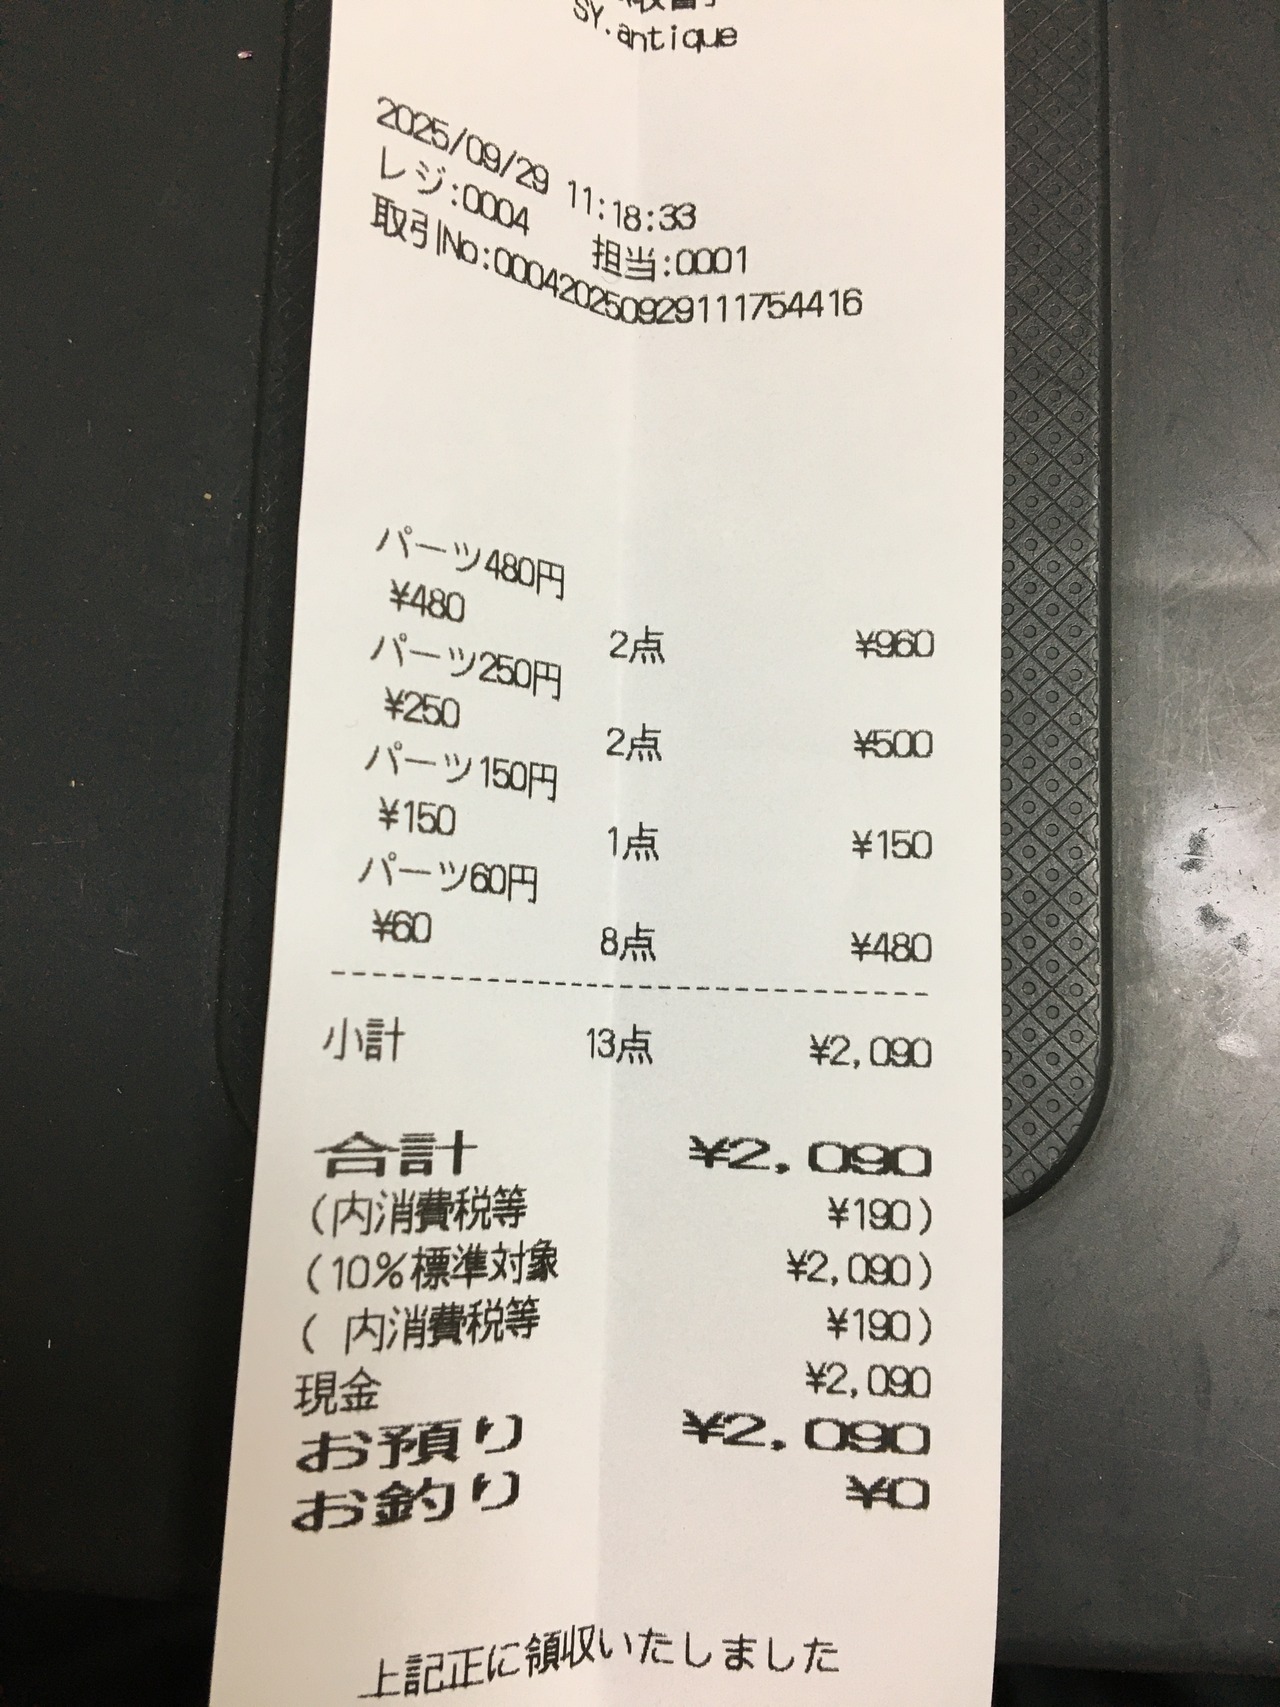 SY.antique
2025/09/29 11:18:33
レジ:0004 担当:0001
取引No:000420250929111754416
パーツ480円
¥480 2点 ¥960
パーツ250円
¥250 2点 ¥500
パーツ150円
¥150 1点 ¥150
パーツ60円
¥60 8点 ¥480
小計 13点 ¥2,090
合計 ¥2,090
(内消費税等 ¥190)
(10%標準対象 ¥2,090)
( 内消費税等 ¥190)
現金 ¥2,090
お預り ¥2,090
お釣り ¥0
上記正に領収いたしました